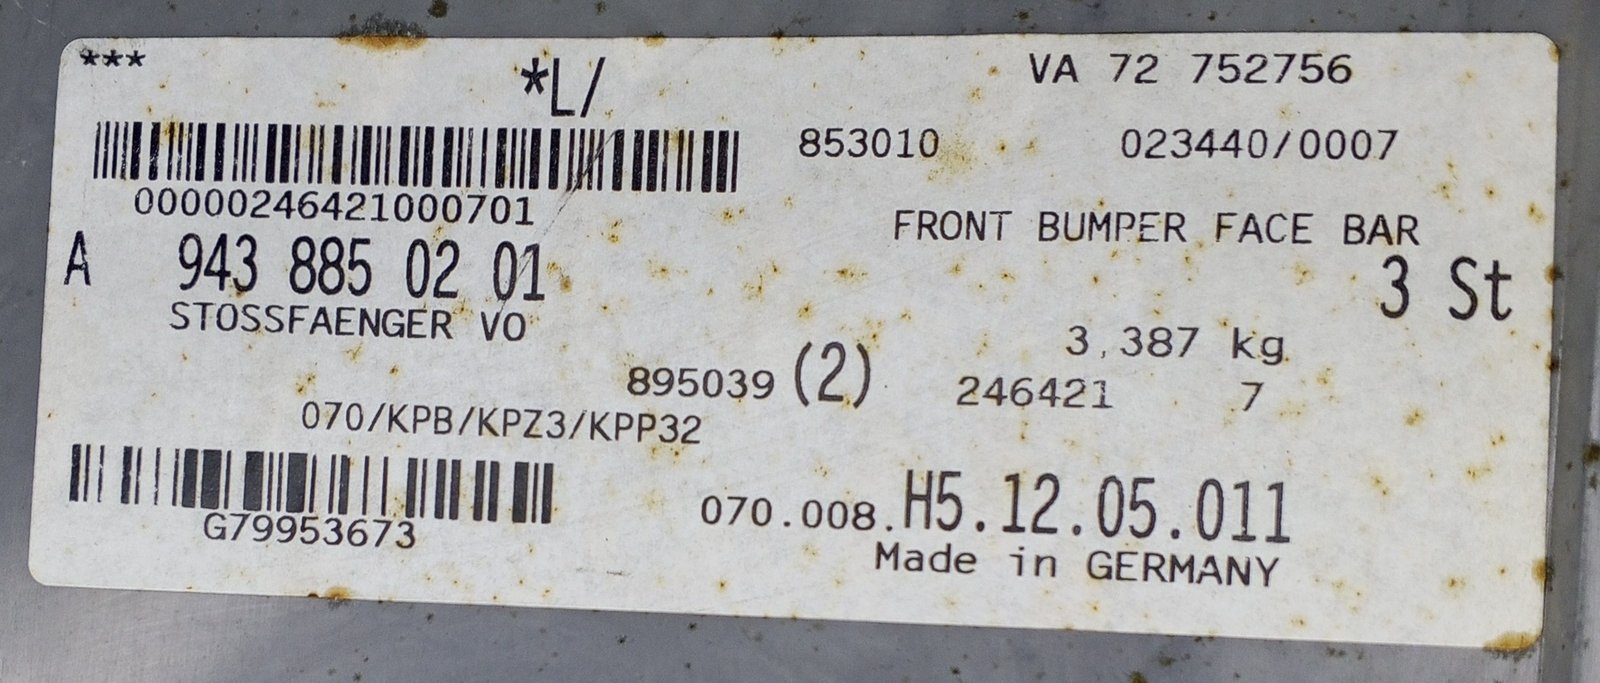 ***
*L/
VA 72 752756
853010 023440/0007
00000246421000701
FRONT BUMPER FACE BAR
A 943 885 02 01
3 St
STOSSFAENGER VO
3,387 kg
895039 (2) 246421 7
070/KPB/KPZ3/KPP32
070.008.H5.12.05.011
G79953673
Made in GERMANY